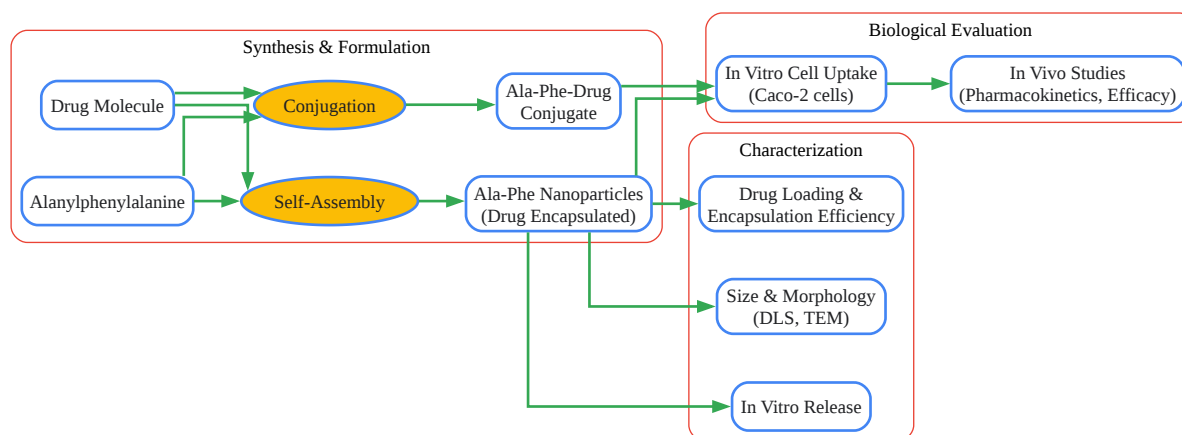 Synthesis & Formulation
Drug Molecule
Conjugation
Ala-Phe-Drug
Conjugate
Alanylphenylalanine
Self-Assembly
Ala-Phe Nanoparticles
(Drug Encapsulated)
Biological Evaluation
In Vitro Cell Uptake
(Caco-2 cells)
In Vivo Studies
(Pharmacokinetics, Efficacy)
Characterization
Drug Loading &
Encapsulation Efficiency
Size & Morphology
(DLS, TEM)
In Vitro Release